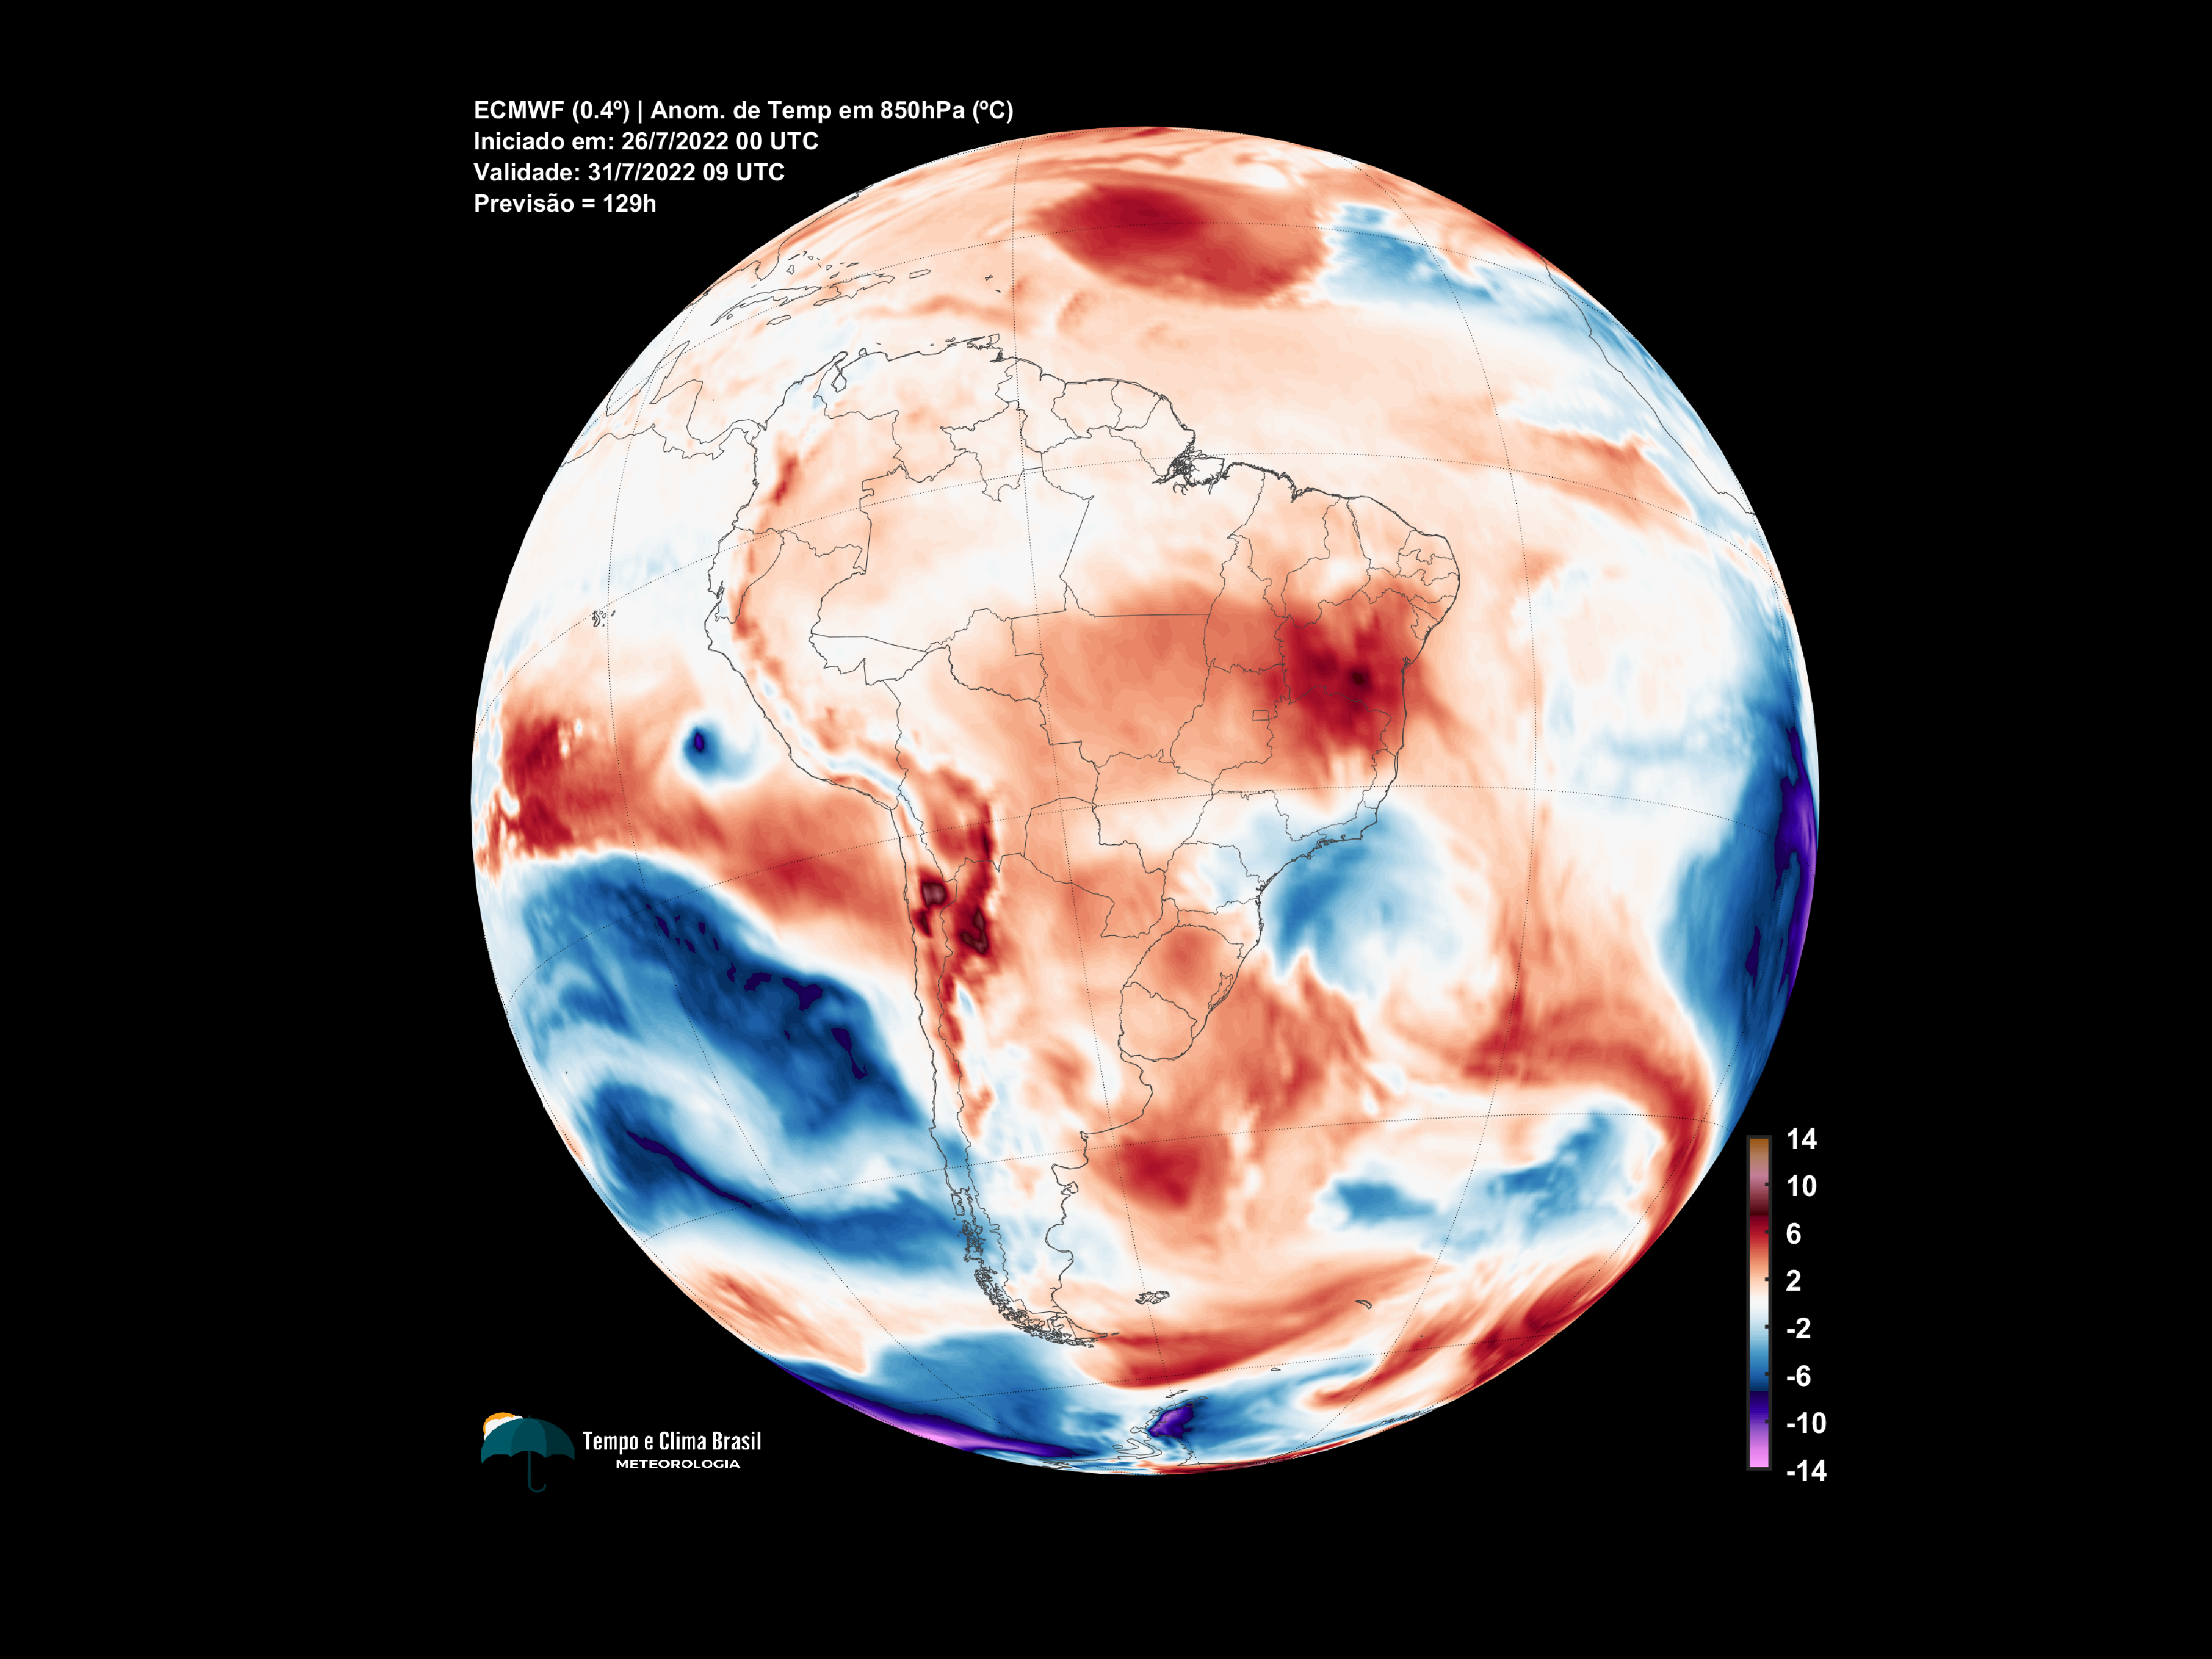 ECMWF (0.4º) | Anom. de Temp em 850hPa (ºC)
Iniciado em: 26/7/2022 00 UTC
Validade: 31/7/2022 09 UTC
Previsão = 129h
14
10
6
2
-2
-6
-10
-14
Tempo e Clima Brasil
METEOROLOGIA